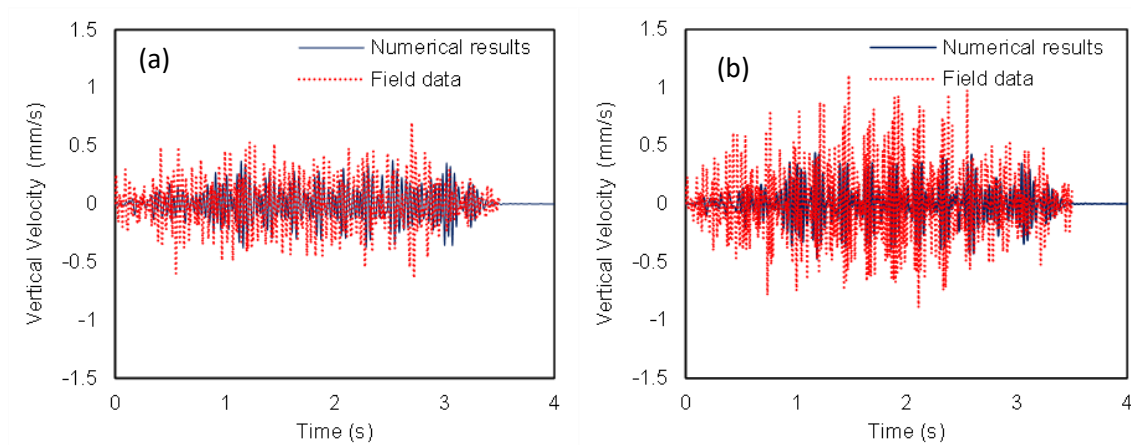 (a)
Numerical results
Field data
Vertical Velocity (mm/s)
1.5
1
0.5
0
-0.5
-1
-1.5
0 1 2 3 4
Time (s)
(b)
Numerical results
Field data
Vertical Velocity (mm/s)
1.5
1
0.5
0
-0.5
-1
-1.5
0 1 2 3 4
Time (s)